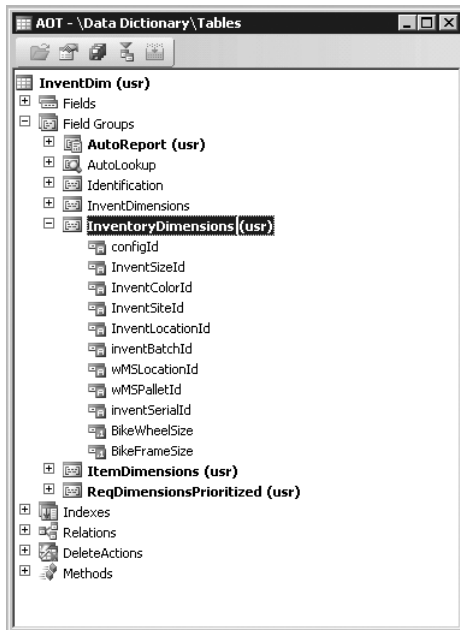 AOT - \Data Dictionary\Tables
InventDim (usr)
Fields
Field Groups
AutoReport (usr)
AutoLookup
Identification
InventDimensions
InventoryDimensions (usr)
configId
InventSizeId
InventColorId
InventSiteId
InventLocationId
inventBatchId
wMSLocationId
wMSPalletId
inventSerialId
BikeWheelSize
BikeFrameSize
ItemDimensions (usr)
ReqDimensionsPrioritized (usr)
Indexes
Relations
DeleteActions
Methods